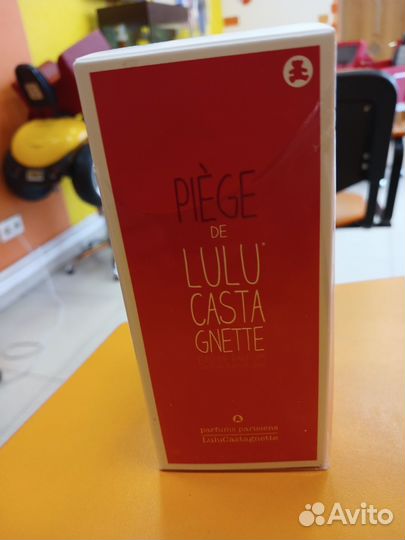 PIÈGE
DE
LULU
CASTA
GNETTE
parfums parisiens
LuluCastagnette
Avito